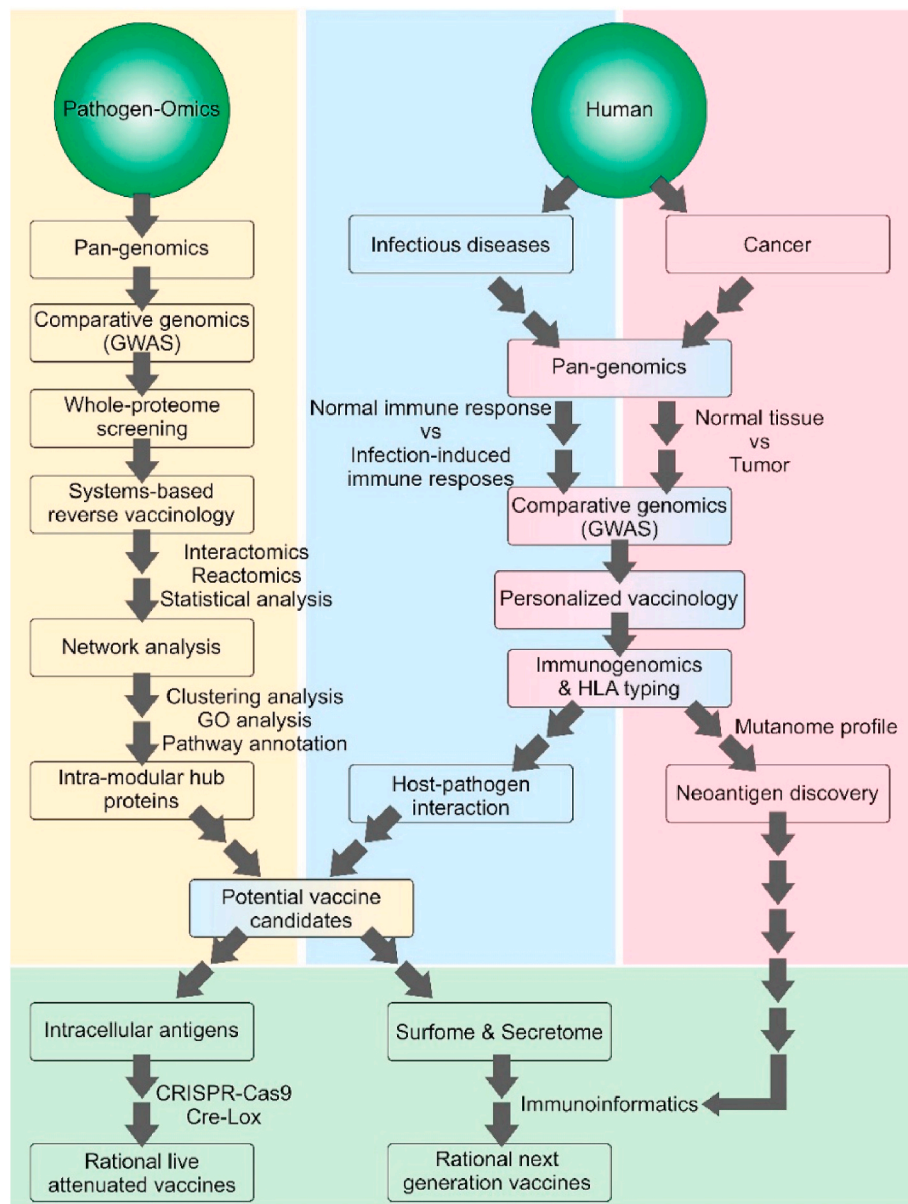 Pathogen-Omics
Human
Pan-genomics
Infectious diseases
Cancer
Comparative genomics
(GWAS)
Pan-genomics
Whole-proteome
screening
Normal immune response
vs
Infection-induced
immune resposes
Normal tissue
vs
Tumor
Systems-based
reverse vaccinology
Comparative genomics
(GWAS)
Interactomics
Reactomics
Statistical analysis
Personalized vaccinology
Network analysis
Immunogenomics
& HLA typing
Clustering analysis
GO analysis
Pathway annotation
Mutanome profile
Intra-modular hub
proteins
Host-pathogen
interaction
Neoantigen discovery
Potential vaccine
candidates
Intracellular antigens
Surfome & Secretome
CRISPR-Cas9
Cre-Lox
Immunoinformatics
Rational live
attenuated vaccines
Rational next
generation vaccines